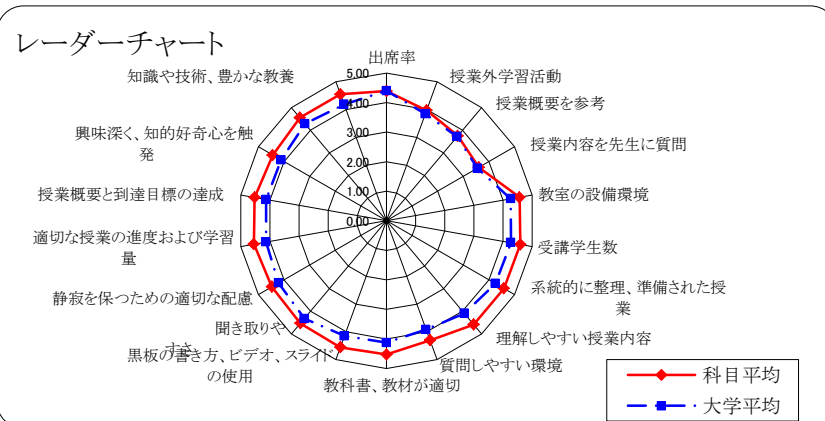 レーダーチャート
出席率
授業外学習活動
授業概要を参考
授業内容を先生に質問
教室の設備環境
受講学生数
系統的に整理、準備された授
業
理解しやすい授業内容
質問しやすい環境
教科書、教材が適切
黒板の書き方、ビデオ、スライド
の使用
聞き取りや
すさ
静寂を保つための適切な配慮
適切な授業の進度および学習
量
授業概要と到達目標の達成
興味深く、知的好奇心を触
発
知識や技術、豊かな教養
5.00
4.00
3.00
2.00
1.00
0.00
科目平均
大学平均